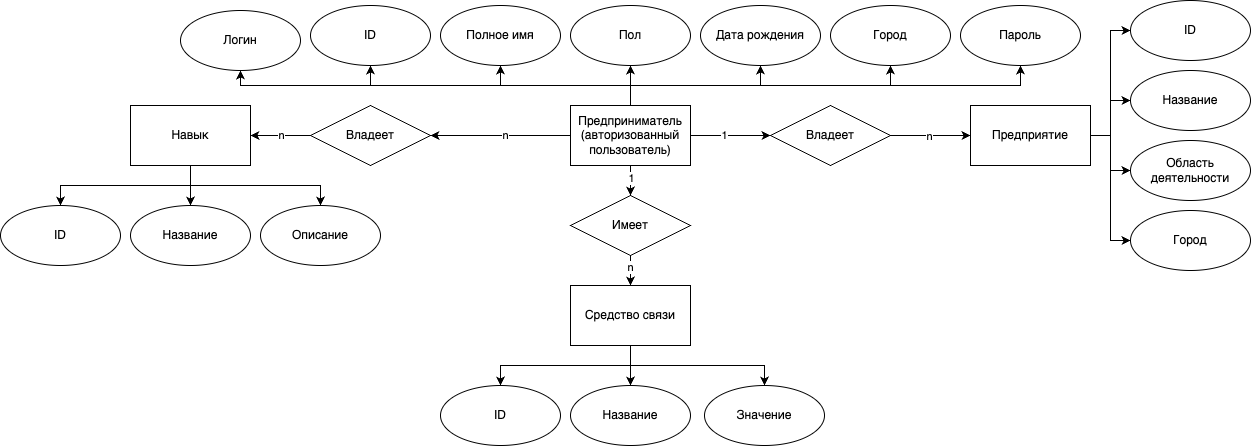 Логин
ID
Полное имя
Пол
Дата рождения
Город
Пароль
ID
Название
Область
деятельности
Город
Навык
n
Владеет
n
Предприниматель
(авторизованный
пользователь)
1
Владеет
n
Предприятие
ID
Название
Описание
1
Имеет
n
Средство связи
ID
Название
Значение